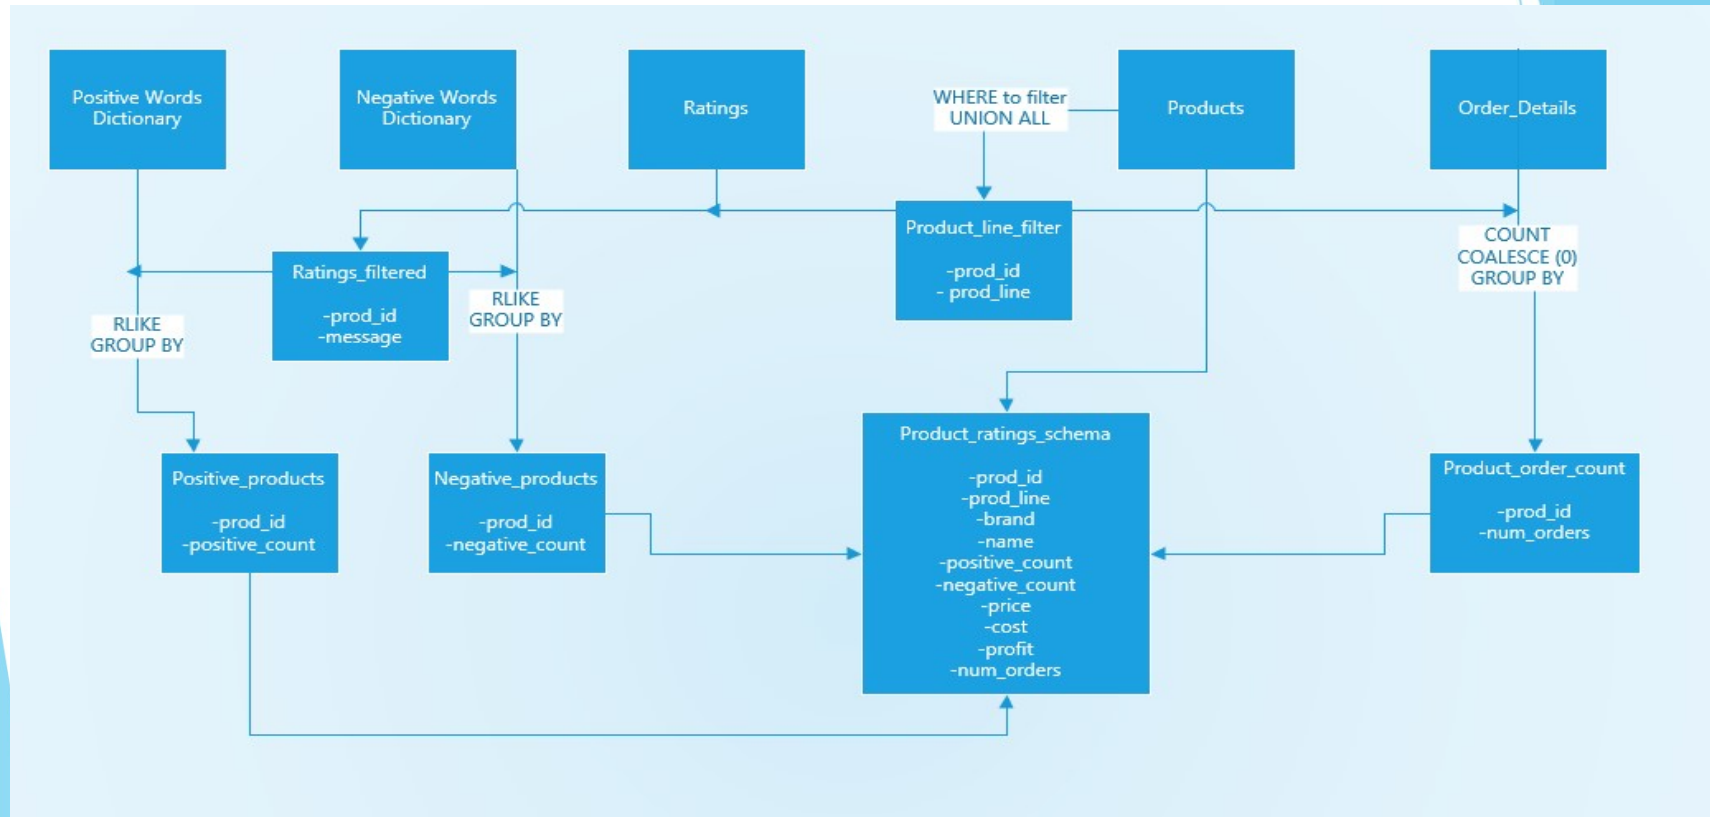 Positive Words
Dictionary
Negative Words
Dictionary
Ratings
WHERE to filter
UNION ALL
Products
Order_Details
Product_line_filter
-prod_id
- prod_line
COUNT
COALESCE (0)
GROUP BY
Ratings_filtered
-prod_id
-message
RLIKE
GROUP BY
RLIKE
GROUP BY
Positive_products
-prod_id
-positive_count
Negative_products
-prod_id
-negative_count
Product_ratings_schema
-prod_id
-prod_line
-brand
-name
-positive_count
-negative_count
-price
-cost
-profit
-num_orders
Product_order_count
-prod_id
-num_orders